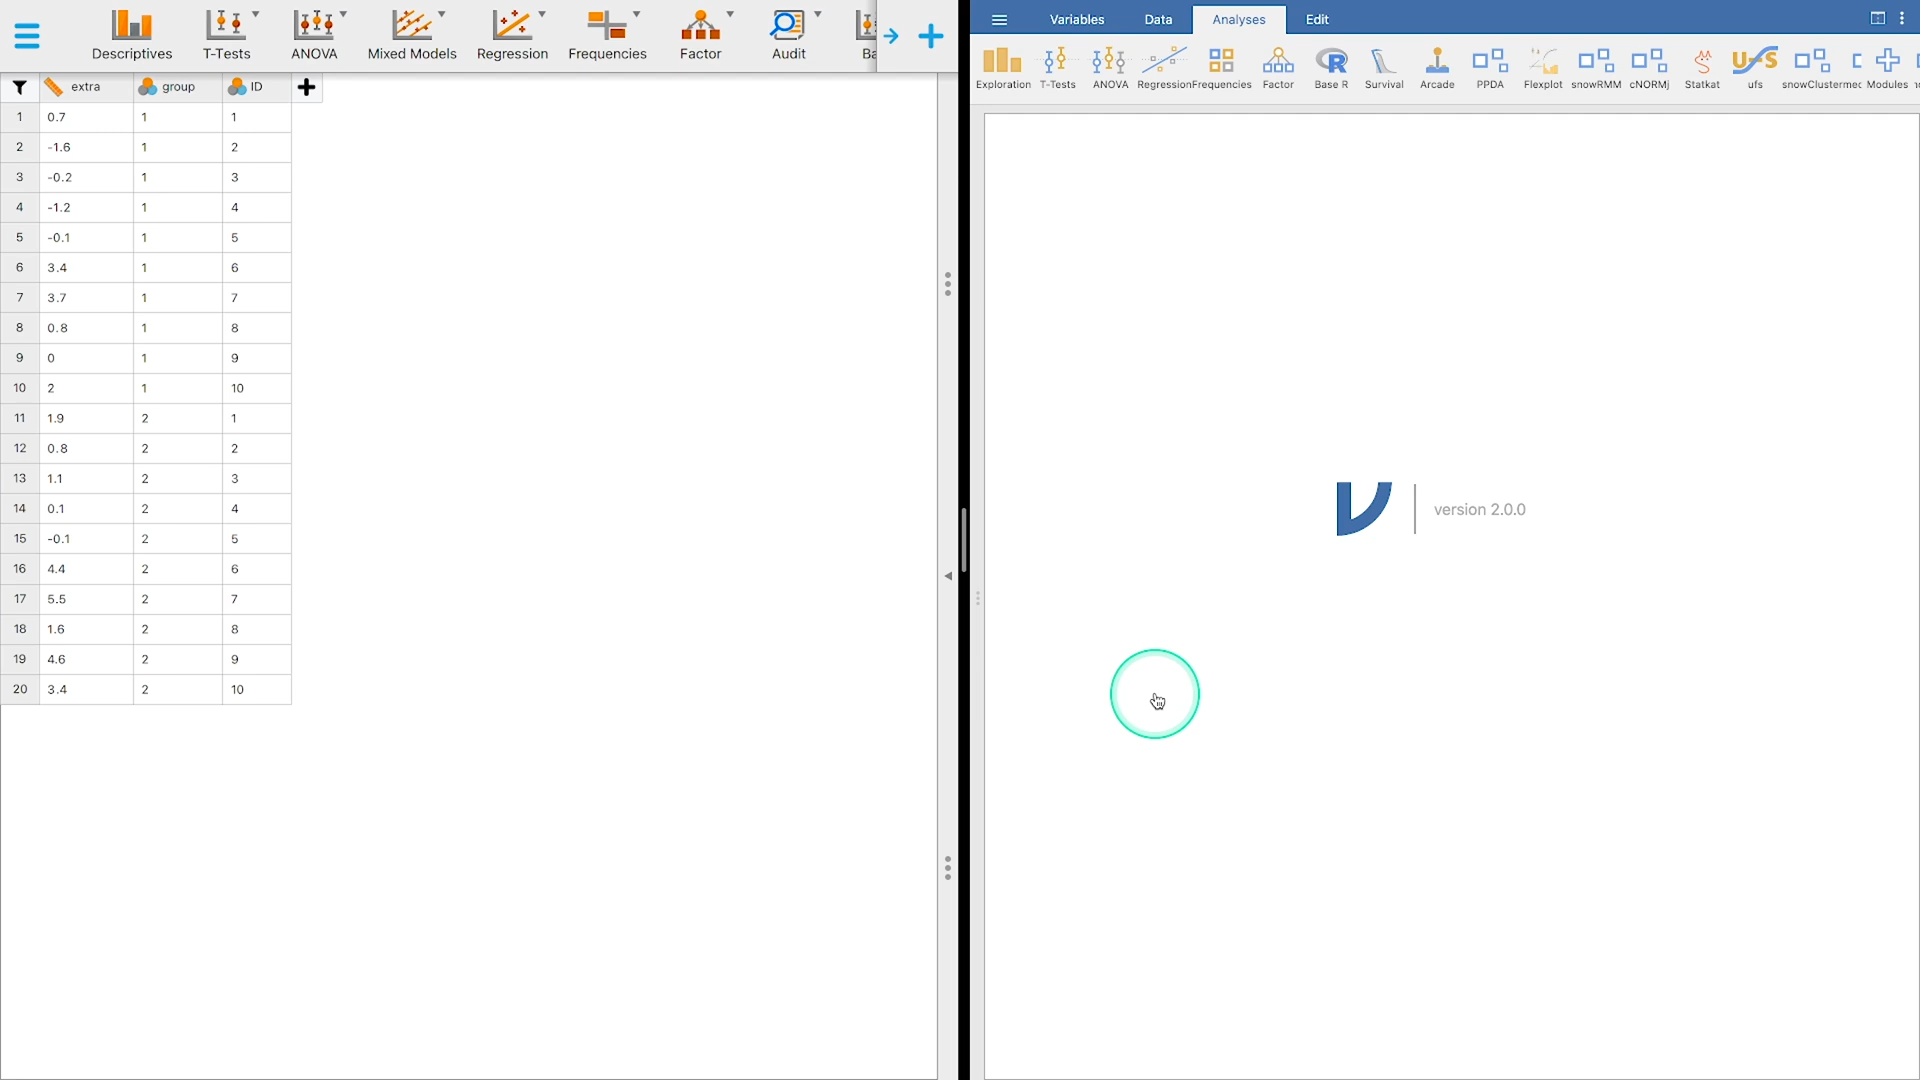 Descriptives T-Tests ANOVA Mixed Models Regression Frequencies Factor Audit Ba
extra group ID
1 0.7 1 1
2 -1.6 1 2
3 -0.2 1 3
4 -1.2 1 4
5 -0.1 1 5
6 3.4 1 6
7 3.7 1 7
8 0.8 1 8
9 0 1 9
10 2 1 10
11 1.9 2 1
12 0.8 2 2
13 1.1 2 3
14 0.1 2 4
15 -0.1 2 5
16 4.4 2 6
17 5.5 2 7
18 1.6 2 8
19 4.6 2 9
20 3.4 2 10
Variables Data Analyses Edit
R U-S
Exploration T-Tests ANOVA Regression Frequencies Factor Base R Survival Arcade PPDA Flexplot snowRMM cNORMj Statkat ufs snowCluster med Modules
version 2.0.0